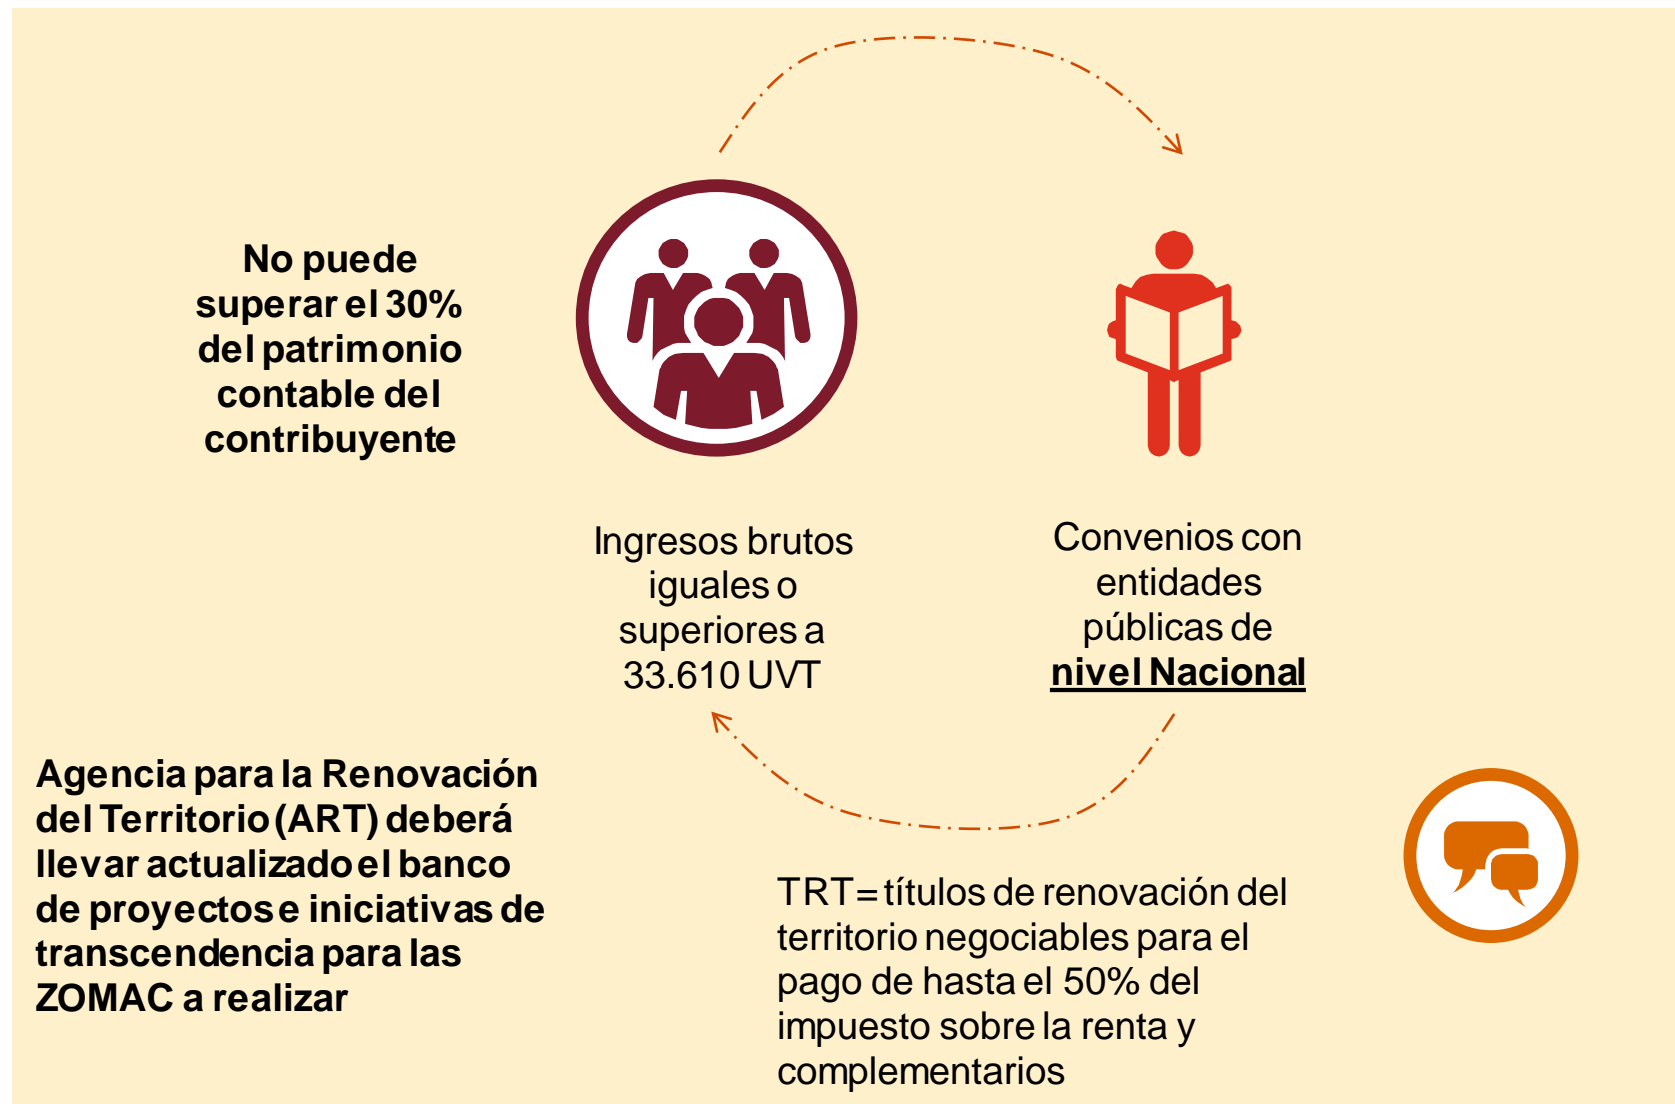 No puede
superar el 30%
del patrimonio
contable del
contribuyente
Ingresos brutos
iguales o
superiores a
33.610 UVT
Convenios con
entidades
públicas de
nivel Nacional
Agencia para la Renovación
del Territorio (ART) deberá
llevar actualizado el banco
de proyectos e iniciativas de
transcendencia para las
ZOMAC a realizar
TRT= títulos de renovación del
territorio negociables para el
pago de hasta el 50% del
impuesto sobre la renta y
complementarios